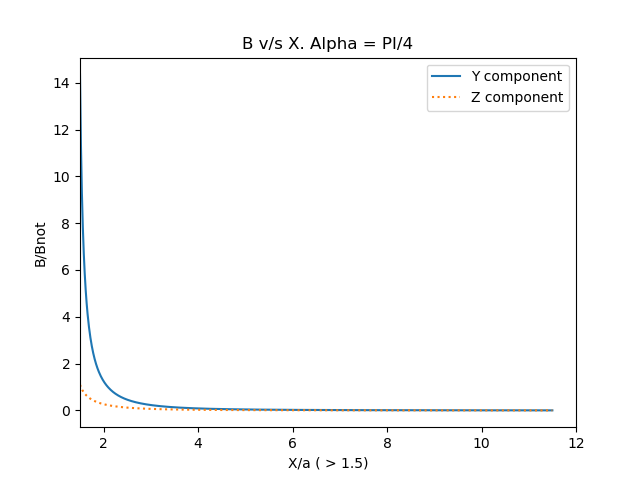 B v/s X. Alpha = PI/4
Y component
Z component
14
12
10
8
6
4
2
0
B/Bnot
2
4
6
8
10
12
X/a ( > 1.5)